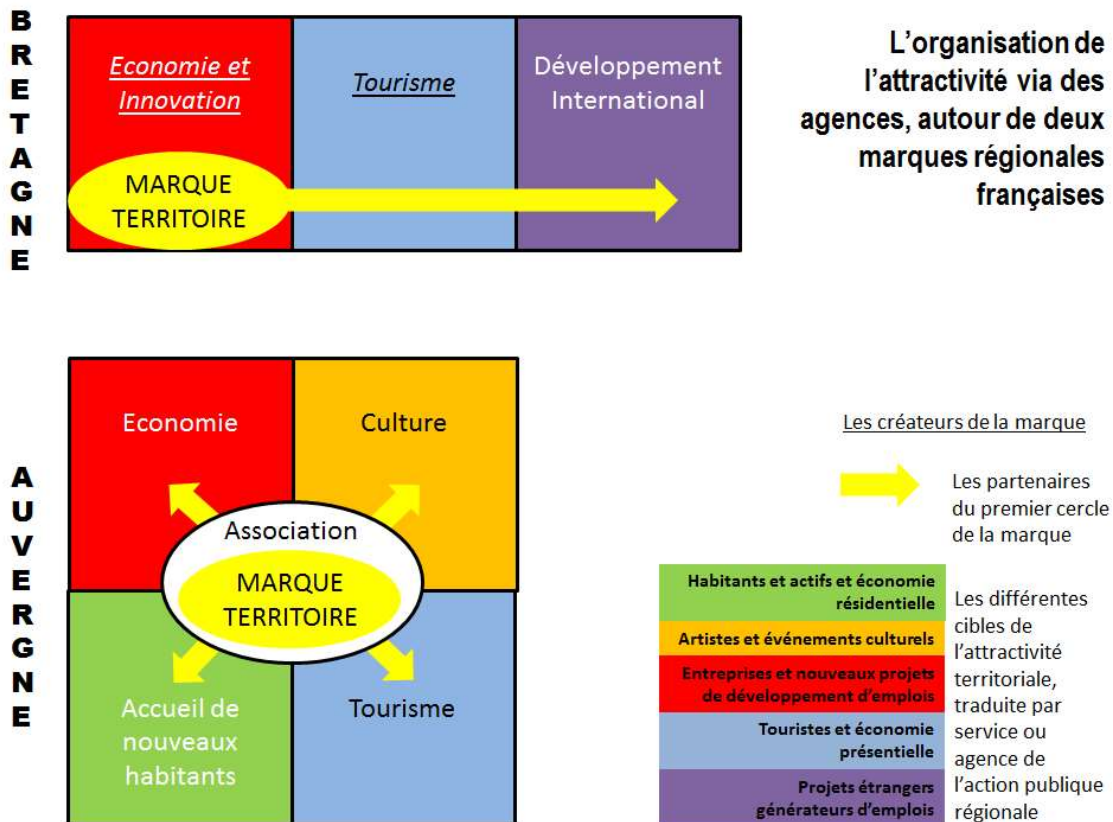 BRETAGNE
Economie et
Innovation
Tourisme
Développement
International
MARQUE
TERRITOIRE
L'organisation de
l'attractivité via des
agences, autour de deux
marques régionales
françaises
AUVERGNE
Economie
Culture
Association
MARQUE
TERRITOIRE
Accueil de
nouveaux
habitants
Tourisme
Les créateurs de la marque
Les partenaires
du premier cercle
de la marque
Habitants et actifs et économie
résidentielle
Artistes et événements culturels
Entreprises et nouveaux projets
de développement d'emplois
Touristes et économie
présentielle
Projets étrangers
générateurs d'emplois
Les différentes
cibles de
l'attractivité
territoriale,
traduite par
service ou
agence de
l'action publique
régionale